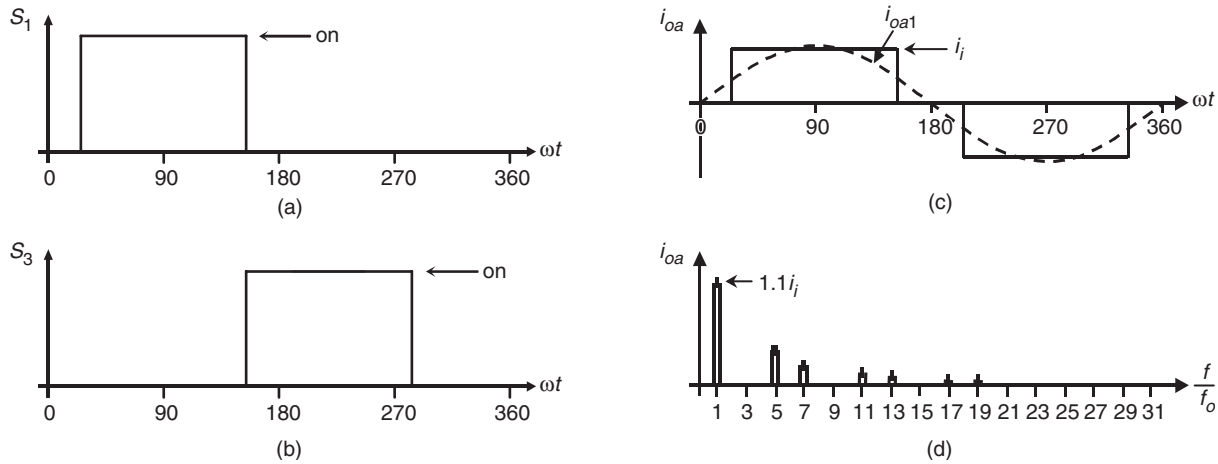 S1
on
0 90 180 270 360 ωt
(a)
S3
on
0 90 180 270 360 ωt
(b)
ioa
ioa1
ii
ωt
0 90 180 270 360
(c)
ioa
1.1ii
1 3 5 7 9 11 13 15 17 19 21 23 25 27 29 31
f
fo
(d)